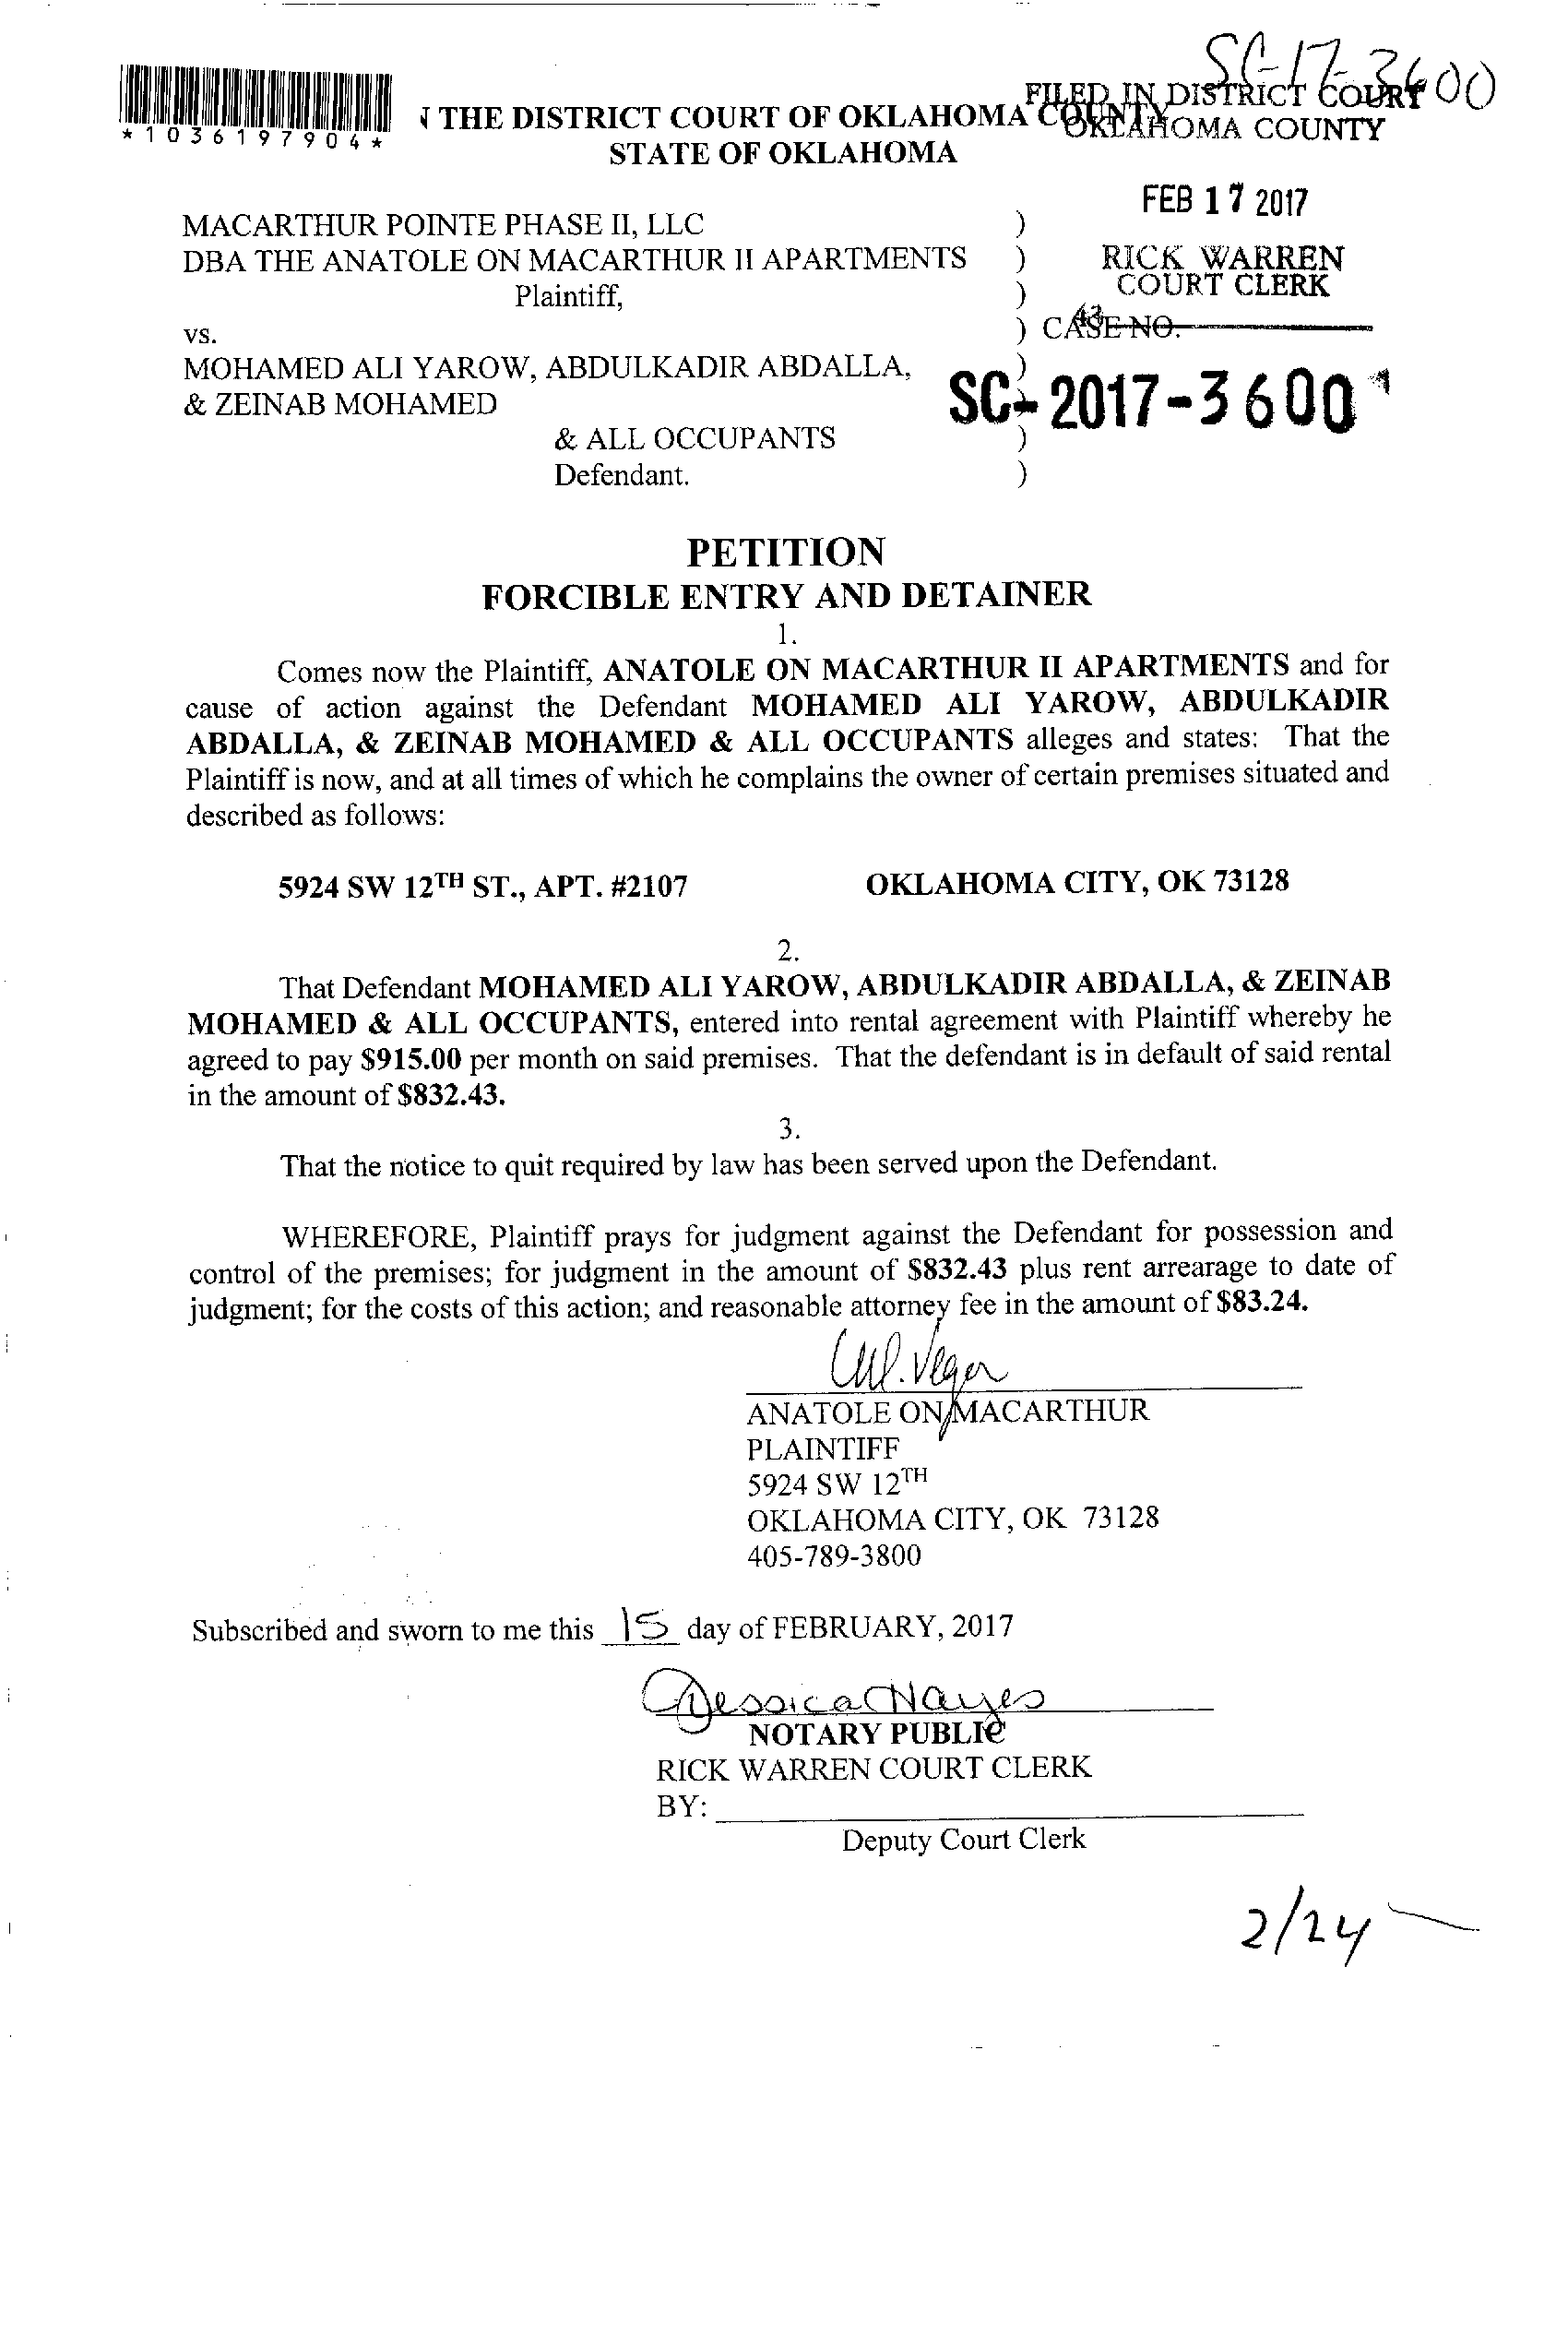 SC-17-3600
FILED IN DISTRICT COURT
OKLAHOMA COUNTY
*1036197904*
THE DISTRICT COURT OF OKLAHOMA COUNTY
STATE OF OKLAHOMA
FEB 17 2017
MACARTHUR POINTE PHASE II, LLC )
DBA THE ANATOLE ON MACARTHUR II APARTMENTS ) RICK WARREN
Plaintiff, ) COURT CLERK
43
vs. ) CASE NO.
MOHAMED ALI YAROW, ABDULKADIR ABDALLA, )
& ZEINAB MOHAMED ) SC-2017-3600
& ALL OCCUPANTS )
Defendant. )
PETITION
FORCIBLE ENTRY AND DETAINER
1.
Comes now the Plaintiff, ANATOLE ON MACARTHUR II APARTMENTS and for
cause of action against the Defendant MOHAMED ALI YAROW, ABDULKADIR
ABDALLA, & ZEINAB MOHAMED & ALL OCCUPANTS alleges and states: That the
Plaintiff is now, and at all times of which he complains the owner of certain premises situated and
described as follows:
5924 SW 12TH ST., APT. #2107 OKLAHOMA CITY, OK 73128
2.
That Defendant MOHAMED ALI YAROW, ABDULKADIR ABDALLA, & ZEINAB
MOHAMED & ALL OCCUPANTS, entered into rental agreement with Plaintiff whereby he
agreed to pay $915.00 per month on said premises. That the defendant is in default of said rental
in the amount of $832.43.
3.
That the notice to quit required by law has been served upon the Defendant.
WHEREFORE, Plaintiff prays for judgment against the Defendant for possession and
control of the premises; for judgment in the amount of $832.43 plus rent arrearage to date of
judgment; for the costs of this action; and reasonable attorney fee in the amount of $83.24.
ANATOLE ON MACARTHUR
PLAINTIFF
5924 SW 12TH
OKLAHOMA CITY, OK 73128
405-789-3800
Subscribed and sworn to me this 15 day of FEBRUARY, 2017
Jessica Hayes
NOTARY PUBLIC
RICK WARREN COURT CLERK
BY:
Deputy Court Clerk
2/24